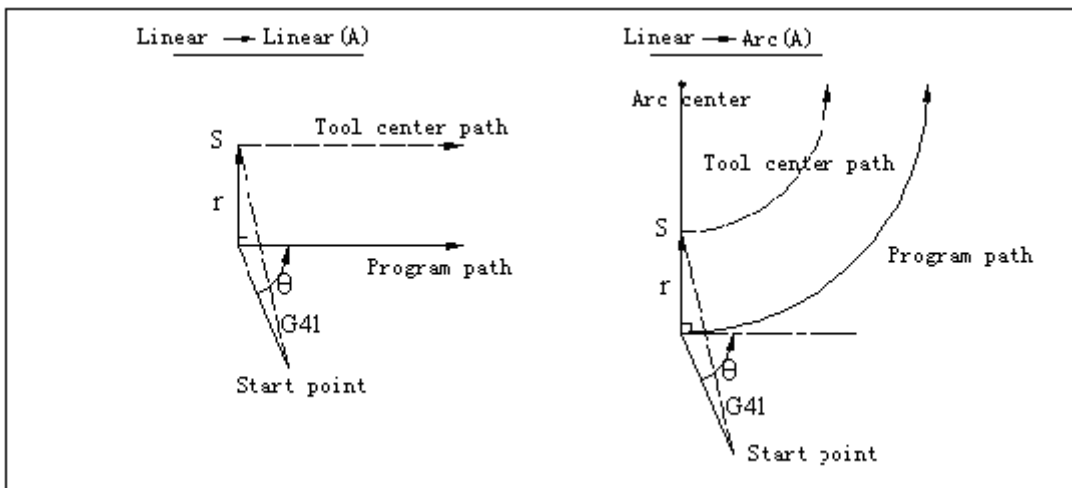 Linear → Linear(A)
S
Tool center path
r
Program path
θ
G41
Start point
Linear → Arc(A)
Arc center
Tool center path
S
Program path
r
θ
G41
Start point